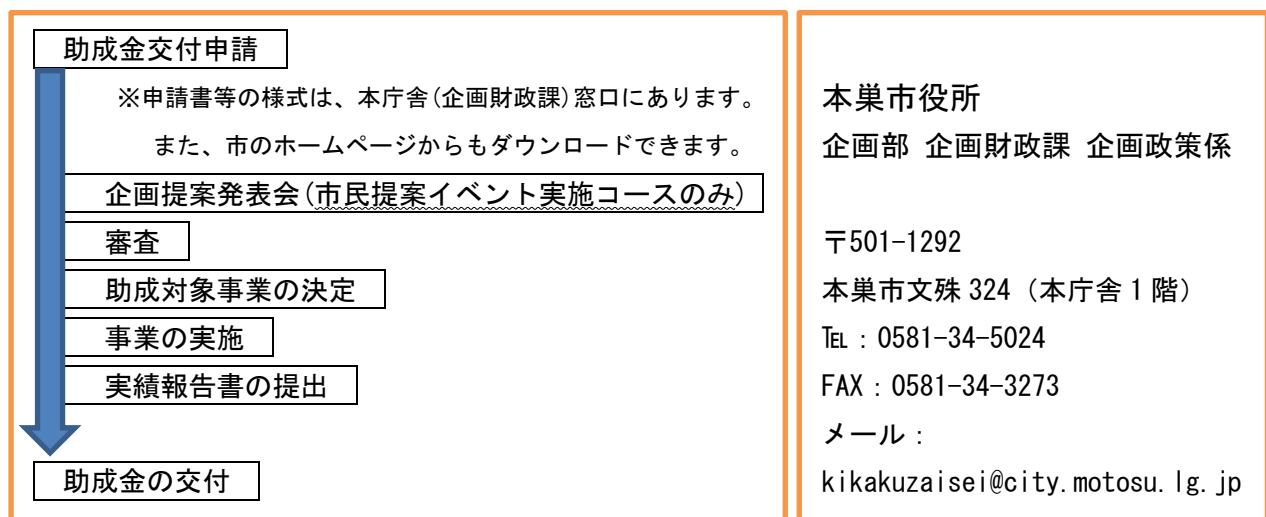 助成金交付申請
※申請書等の様式は、本庁舎(企画財政課)窓口にあります。
また、市のホームページからもダウンロードできます。
企画提案発表会(市民提案イベント実施コースのみ)
審査
助成対象事業の決定
事業の実施
実績報告書の提出
助成金の交付
本巣市役所
企画部 企画財政課 企画政策係
〒501-1292
本巣市文殊 324（本庁舎 1 階）
℡：0581-34-5024
FAX：0581-34-3273
メール：
kikakuzaisei@city.motosu.lg.jp